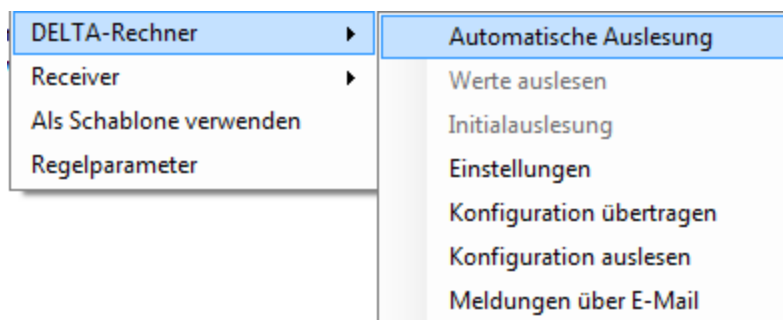 DELTA-Rechner
Receiver
Als Schablone verwenden
Regelparameter
Automatische Auslesung
Werte auslesen
Initialauslesung
Einstellungen
Konfiguration übertragen
Konfiguration auslesen
Meldungen über E-Mail